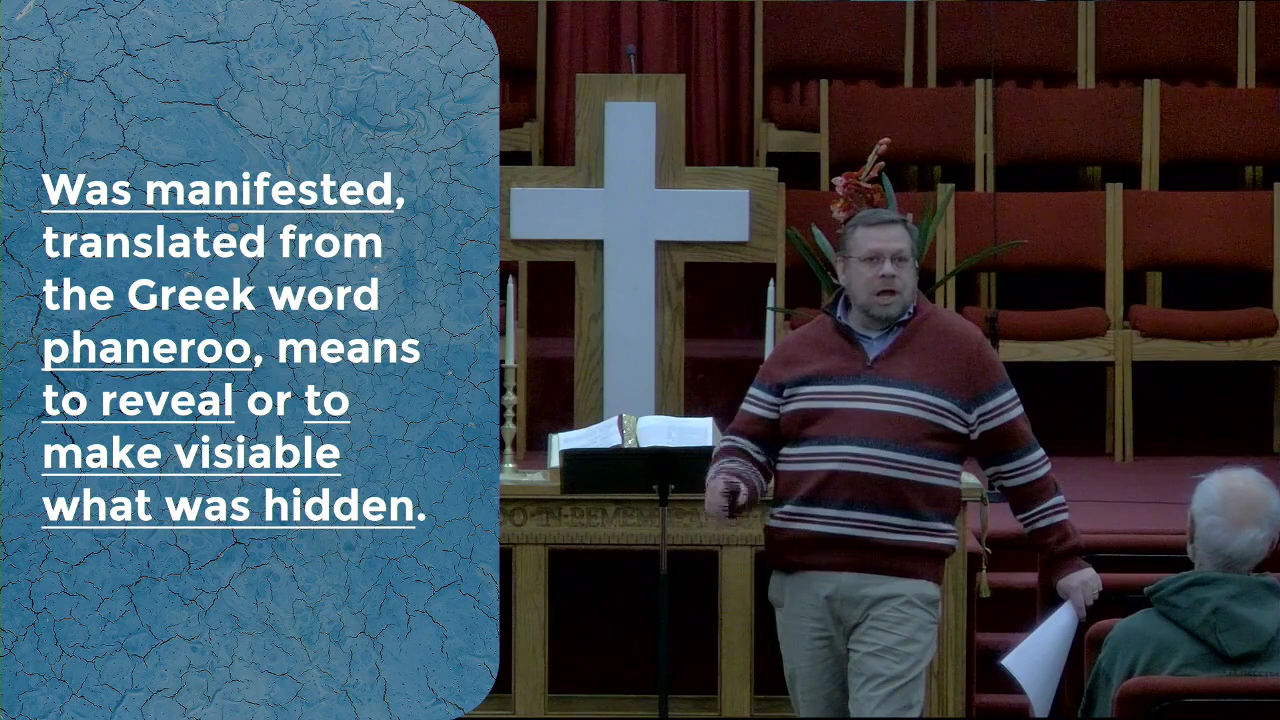 Was manifested,
translated from
the Greek word
phaneroo, means
to reveal or to
make visiable
what was hidden.